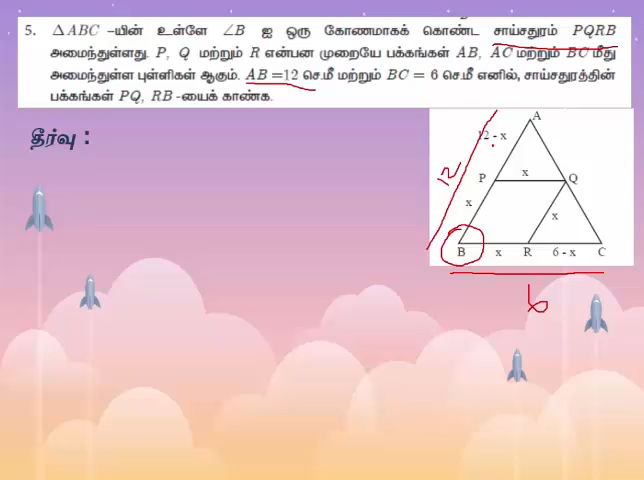 5. Δ ABC –யின் உள்ளே ∠B ஐ ஒரு கோணமாகக் கொண்ட சாய்சதுரம் PQRB
அமைந்துள்ளது. P, Q மற்றும் R என்பன முறையே பக்கங்கள் AB, AC மற்றும் BC மீது
அமைந்துள்ள புள்ளிகள் ஆகும். AB =12 செ.மீ மற்றும் BC = 6 செ.மீ எனில், சாய்சதுரத்தின்
பக்கங்கள் PQ, RB -யைக் காண்க.
தீர்வு :
A
12 - x
12
P x Q
x x
B x R 6 - x C
6